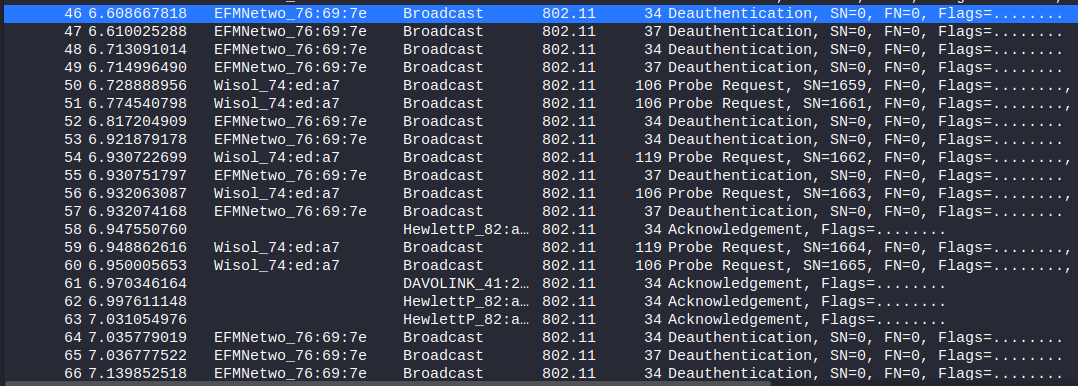 46 6.608667818 EFMNetwo_76:69:7e Broadcast 802.11 34 Deauthentication, SN=0, FN=0, Flags=........
47 6.610025288 EFMNetwo_76:69:7e Broadcast 802.11 37 Deauthentication, SN=0, FN=0, Flags=........
48 6.713091014 EFMNetwo_76:69:7e Broadcast 802.11 34 Deauthentication, SN=0, FN=0, Flags=........
49 6.714996490 EFMNetwo_76:69:7e Broadcast 802.11 37 Deauthentication, SN=0, FN=0, Flags=........
50 6.728888956 Wisol_74:ed:a7 Broadcast 802.11 106 Probe Request, SN=1659, FN=0, Flags=........,
51 6.774540798 Wisol_74:ed:a7 Broadcast 802.11 106 Probe Request, SN=1661, FN=0, Flags=........,
52 6.817204909 EFMNetwo_76:69:7e Broadcast 802.11 34 Deauthentication, SN=0, FN=0, Flags=........
53 6.921879178 EFMNetwo_76:69:7e Broadcast 802.11 34 Deauthentication, SN=0, FN=0, Flags=........
54 6.930722699 Wisol_74:ed:a7 Broadcast 802.11 119 Probe Request, SN=1662, FN=0, Flags=........,
55 6.930751797 EFMNetwo_76:69:7e Broadcast 802.11 37 Deauthentication, SN=0, FN=0, Flags=........
56 6.932063087 Wisol_74:ed:a7 Broadcast 802.11 106 Probe Request, SN=1663, FN=0, Flags=........,
57 6.932074168 EFMNetwo_76:69:7e Broadcast 802.11 37 Deauthentication, SN=0, FN=0, Flags=........
58 6.947550760 HewlettP_82:a… 802.11 34 Acknowledgement, Flags=........
59 6.948862616 Wisol_74:ed:a7 Broadcast 802.11 119 Probe Request, SN=1664, FN=0, Flags=........,
60 6.950005653 Wisol_74:ed:a7 Broadcast 802.11 106 Probe Request, SN=1665, FN=0, Flags=........,
61 6.970346164 DAVOLINK_41:2… 802.11 34 Acknowledgement, Flags=........
62 6.997611148 HewlettP_82:a… 802.11 34 Acknowledgement, Flags=........
63 7.031054976 HewlettP_82:a… 802.11 34 Acknowledgement, Flags=........
64 7.035779019 EFMNetwo_76:69:7e Broadcast 802.11 34 Deauthentication, SN=0, FN=0, Flags=........
65 7.036777522 EFMNetwo_76:69:7e Broadcast 802.11 37 Deauthentication, SN=0, FN=0, Flags=........
66 7.139852518 EFMNetwo_76:69:7e Broadcast 802.11 34 Deauthentication, SN=0, FN=0, Flags=........